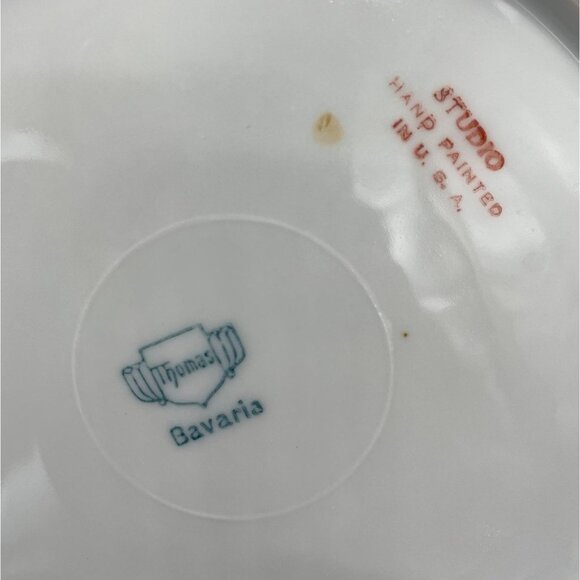 STUDIO
HAND PAINTED
IN U. S. A.
Thomas
Bavaria